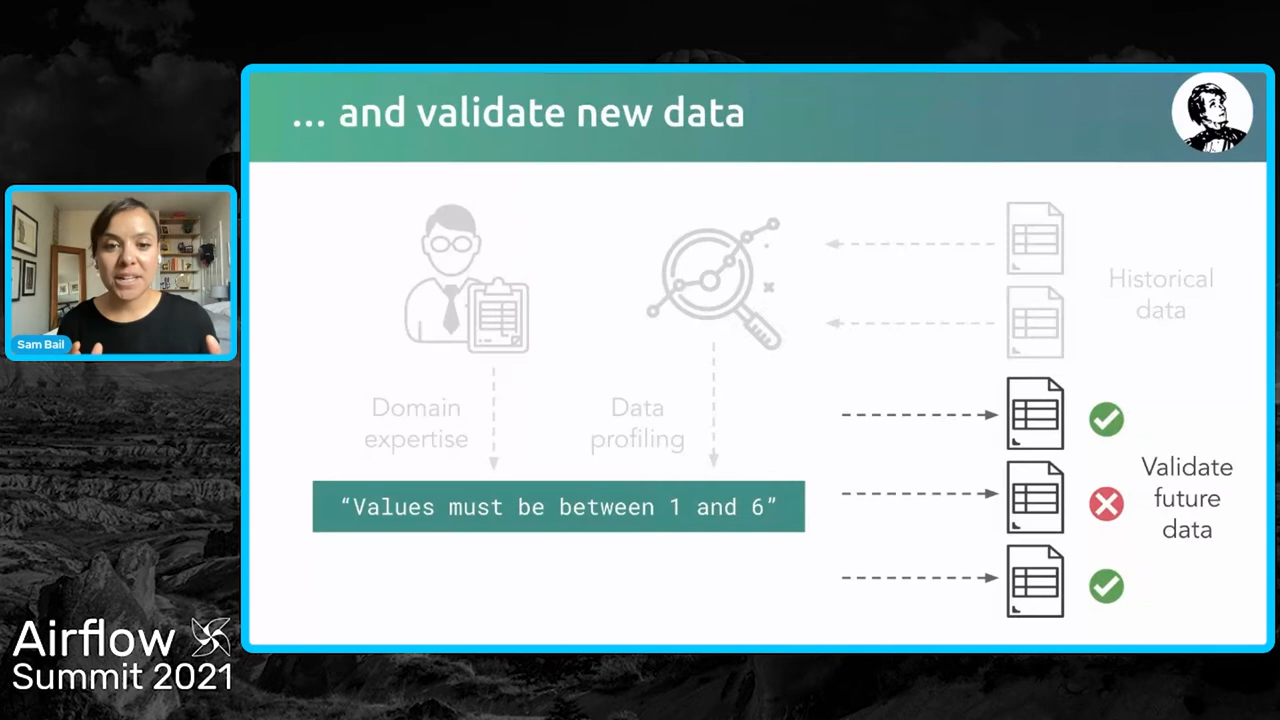 ... and validate new data
Historical
data
Domain
expertise
Data
profiling
“Values must be between 1 and 6”
Validate
future
data
Sam Bail
Airflow
Summit 2021